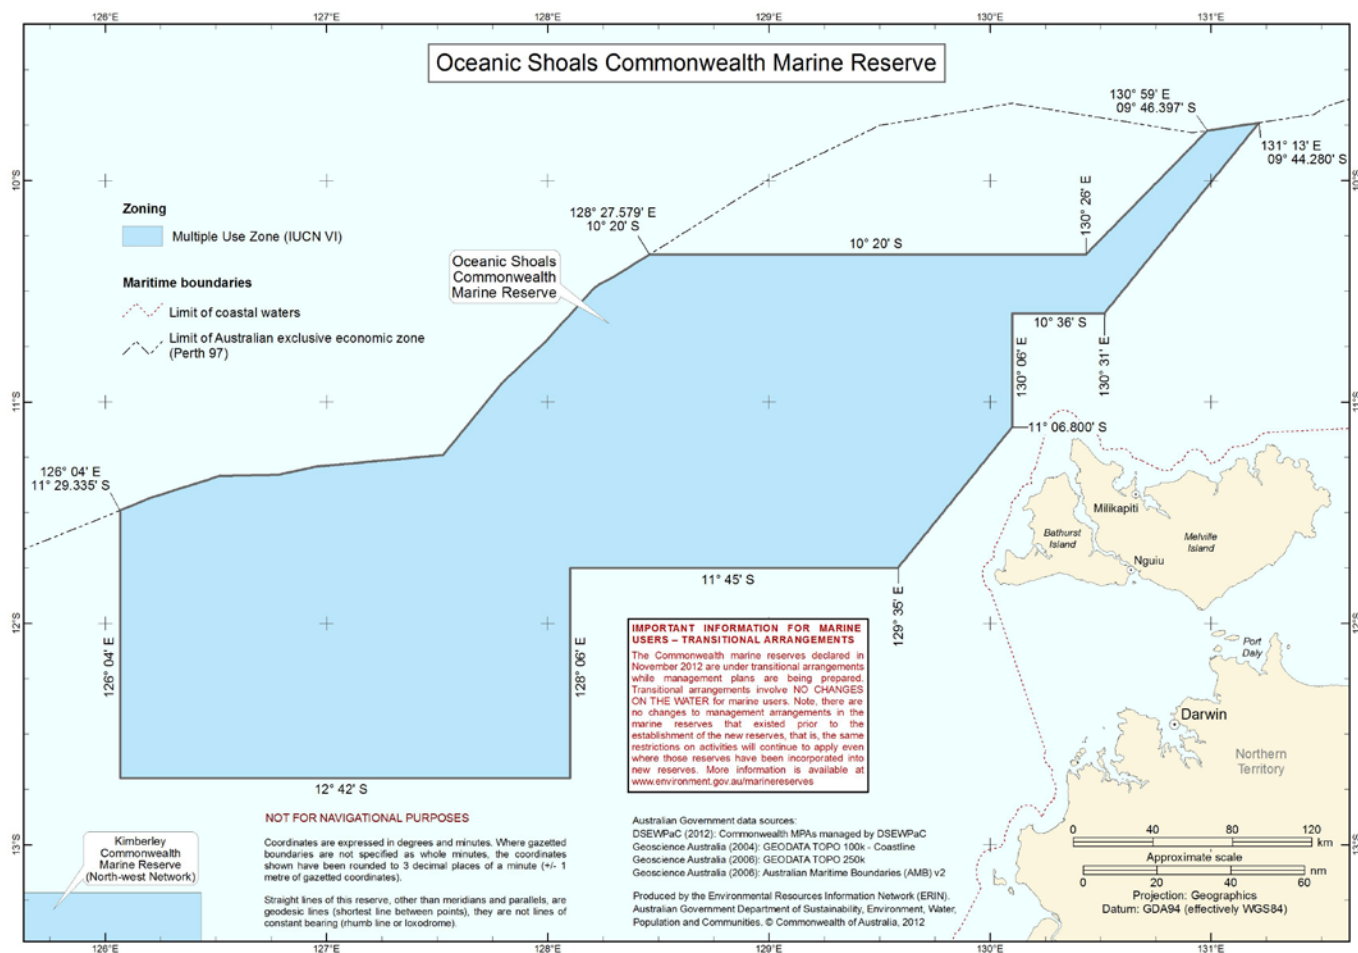 126°E 127°E 128°E 129°E 130°E 131°E
Oceanic Shoals Commonwealth Marine Reserve
130° 59' E
09° 46.397' S
131° 13' E
09° 44.280' S
10°S
10°S
Zoning
Multiple Use Zone (IUCN VI)
Maritime boundaries
Limit of coastal waters
Limit of Australian exclusive economic zone
(Perth 97)
128° 27.579' E
10° 20' S
Oceanic Shoals
Commonwealth
Marine Reserve
10° 20' S
130° 26' E
10° 36' S
130° 06' E
130° 31' E
11°S
11°S
11° 06.800' S
126° 04' E
11° 29.335' S
Milikapiti
Bathurst
Island
Melville
Island
Nguiu
11° 45' S
129° 35' E
12°S
12°S
126° 04' E
128° 06' E
12° 42' S
Port
Daly
Darwin
Northern
Territory
IMPORTANT INFORMATION FOR MARINE
USERS – TRANSITIONAL ARRANGEMENTS
The Commonwealth marine reserves declared in
November 2012 are under transitional arrangements
while management plans are being prepared.
Transitional arrangements involve NO CHANGES
ON THE WATER for marine users. Note, there are
no changes to management arrangements in the
marine reserves that existed prior to the
establishment of the new reserves, that is, the same
restrictions on activities will continue to apply even
where those reserves have been incorporated into
new reserves. More information is available at
www.environment.gov.au/marinereserves
13°S
13°S
Kimberley
Commonwealth
Marine Reserve
(North-west Network)
NOT FOR NAVIGATIONAL PURPOSES
Coordinates are expressed in degrees and minutes. Where gazetted
boundaries are not specified as whole minutes, the coordinates
shown have been rounded to 3 decimal places of a minute (+/- 1
metre of gazetted coordinates).
Straight lines of this reserve, other than meridians and parallels, are
geodesic lines (shortest line between points), they are not lines of
constant bearing (rhumb line or loxodrome).
Australian Government data sources:
DSEWPaC (2012): Commonwealth MPAs managed by DSEWPaC
Geoscience Australia (2004): GEODATA TOPO 100k - Coastline
Geoscience Australia (2006): GEODATA TOPO 250k
Geoscience Australia (2006): Australian Maritime Boundaries (AMB) v2
Produced by the Environmental Resources Information Network (ERIN).
Australian Government Department of Sustainability, Environment, Water,
Population and Communities. © Commonwealth of Australia, 2012
0 40 80 120
km
Approximate scale
0 20 40 60
nm
Projection: Geographics
Datum: GDA94 (effectively WGS84)
126°E 127°E 128°E 129°E 130°E 131°E